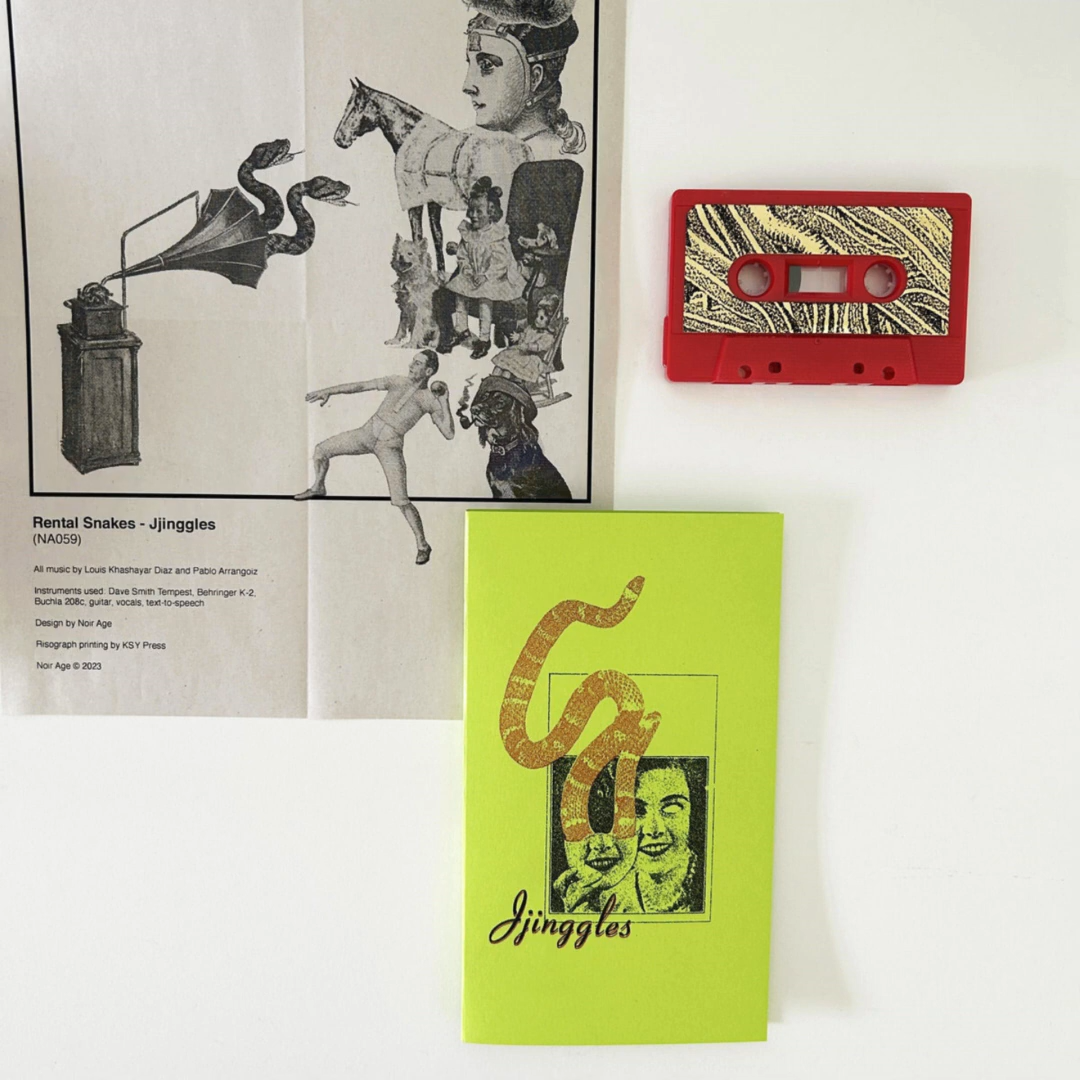 Rental Snakes - Jjinggles
(NA059)
All music by Louis Khashayar Diaz and Pablo Arrangoiz
Instruments used: Dave Smith Tempest, Behringer K-2,
Buchla 208c, guitar, vocals, text-to-speech
Design by Noir Age
Risograph printing by KSY Press
Noir Age © 2023
Jjinggles